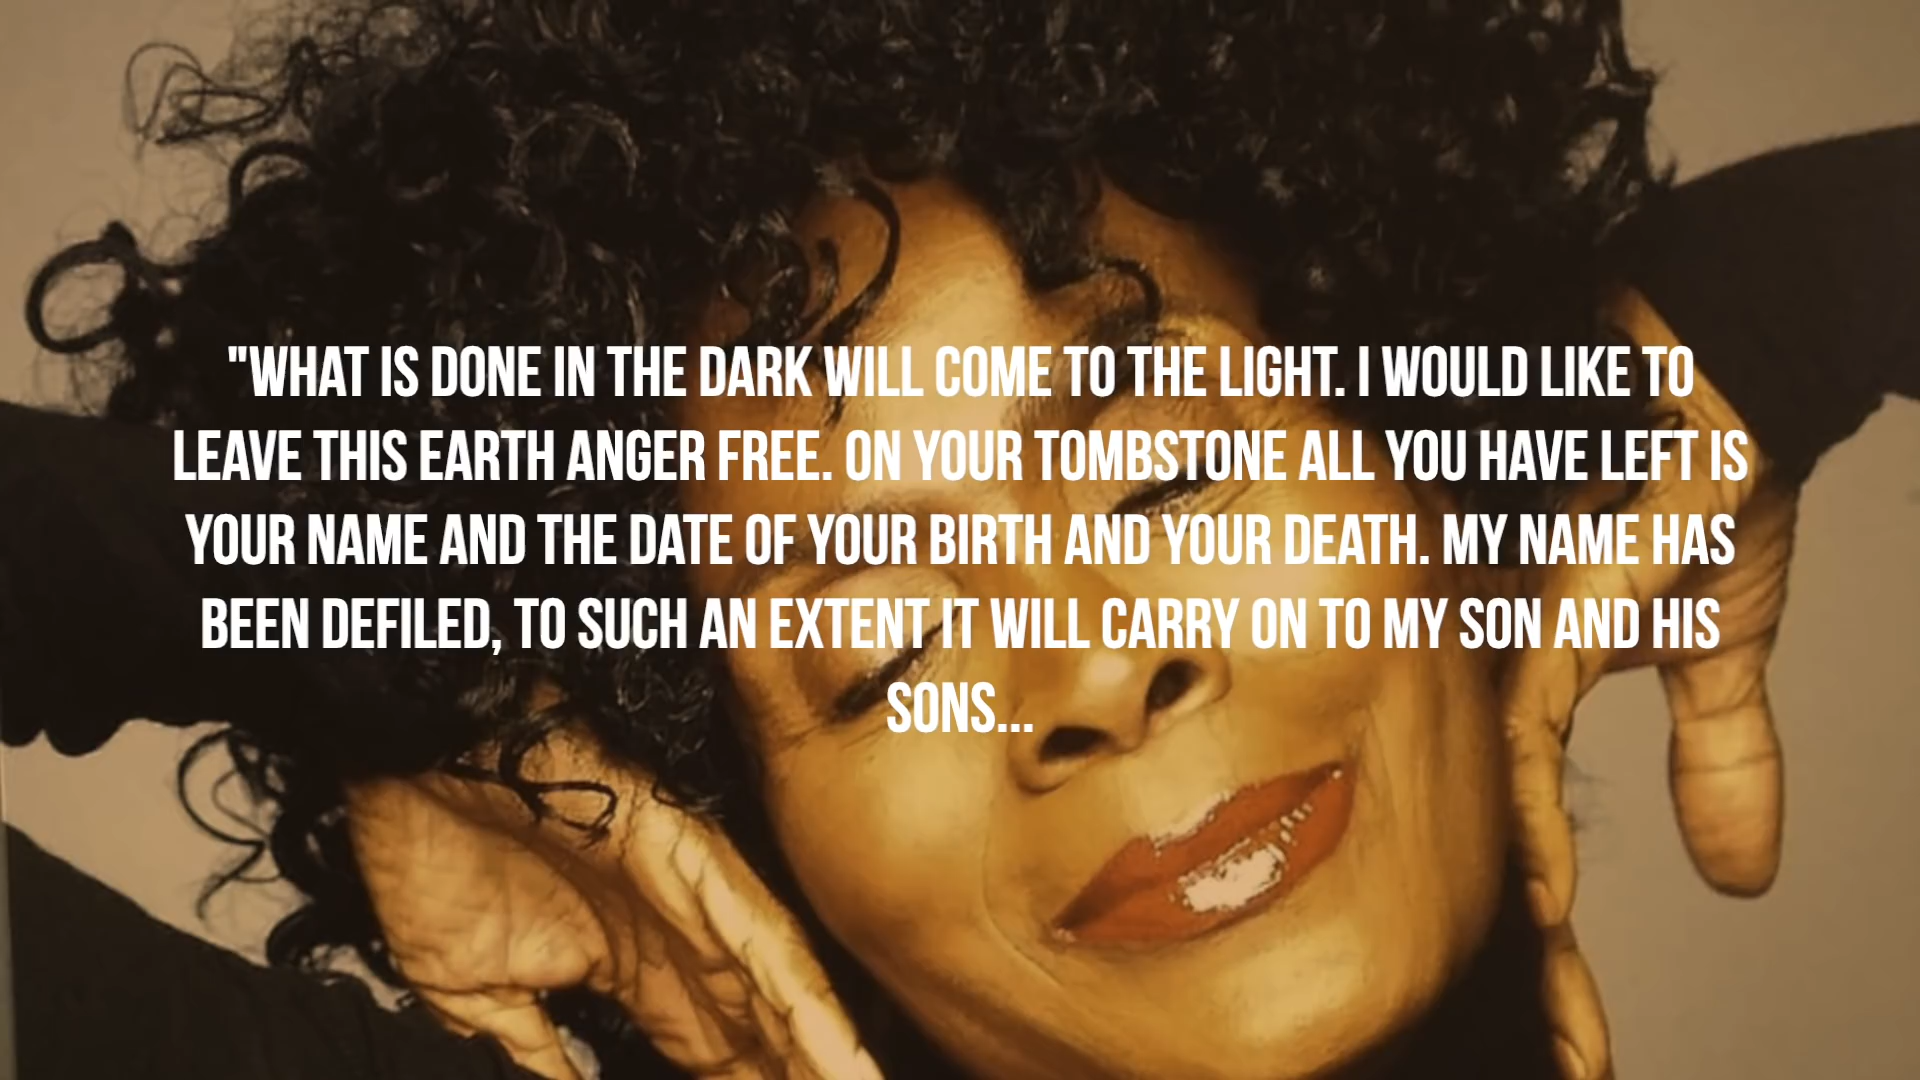 "WHAT IS DONE IN THE DARK WILL COME TO THE LIGHT. I WOULD LIKE TO
LEAVE THIS EARTH ANGER FREE. ON YOUR TOMBSTONE ALL YOU HAVE LEFT IS
YOUR NAME AND THE DATE OF YOUR BIRTH AND YOUR DEATH. MY NAME HAS
BEEN DEFILED, TO SUCH AN EXTENT IT WILL CARRY ON TO MY SON AND HIS
SONS...